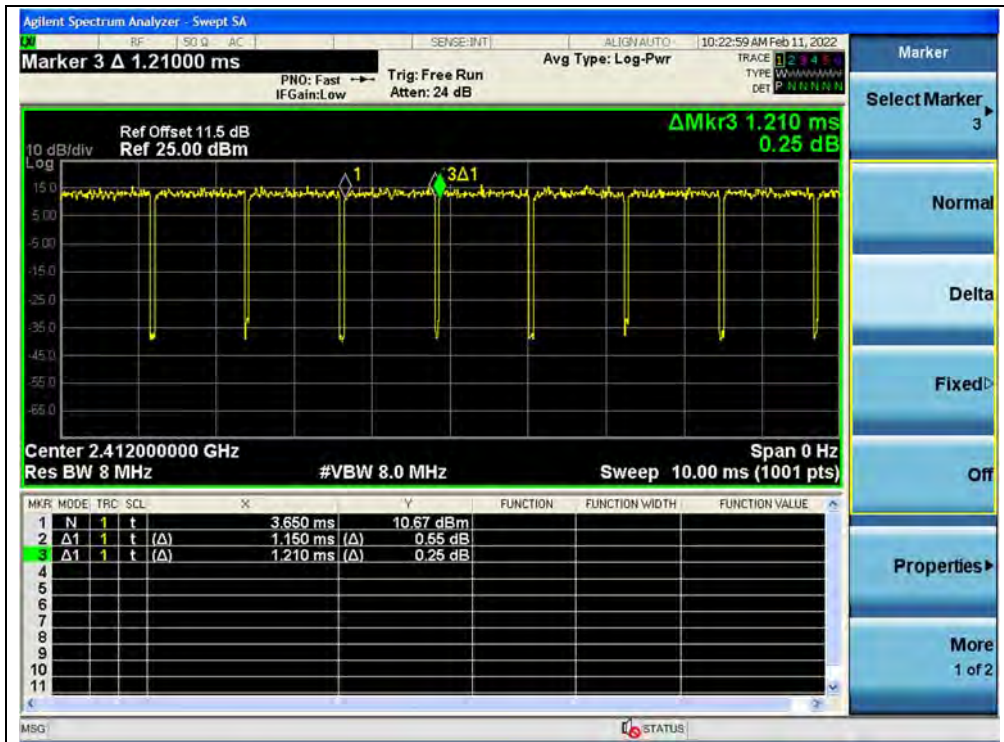 Agilent Spectrum Analyzer - Swept SA
RF 50 Ω AC SENSE:INT ALIGN AUTO 10:22:59 AM Feb 11, 2022
Marker 3 Δ 1.21000 ms
PNO: Fast Trig: Free Run Avg Type: Log-Pwr TRACE 1 2 3 4 5 6
IFGain:Low Atten: 24 dB TYPE
DET P N N N N N
Marker
Select Marker
3
Normal
Delta
Fixed
Off
Properties
More
1 of 2
ΔMkr3 1.210 ms
0.25 dB
Ref Offset 11.5 dB
10 dB/div Ref 25.00 dBm
Log
1 3Δ1
15.0
5.00
-5.00
-15.0
-25.0
-35.0
-45.0
-55.0
-65.0
Center 2.412000000 GHz Span 0 Hz
Res BW 8 MHz #VBW 8.0 MHz Sweep 10.00 ms (1001 pts)
MKR MODE TRC SCL X Y FUNCTION FUNCTION WIDTH FUNCTION VALUE
1 N 1 t 3.650 ms 10.67 dBm
2 Δ1 1 t (Δ) 1.150 ms (Δ) 0.55 dB
3 Δ1 1 t (Δ) 1.210 ms (Δ) 0.25 dB
4
5
6
7
8
9
10
11
MSG STATUS